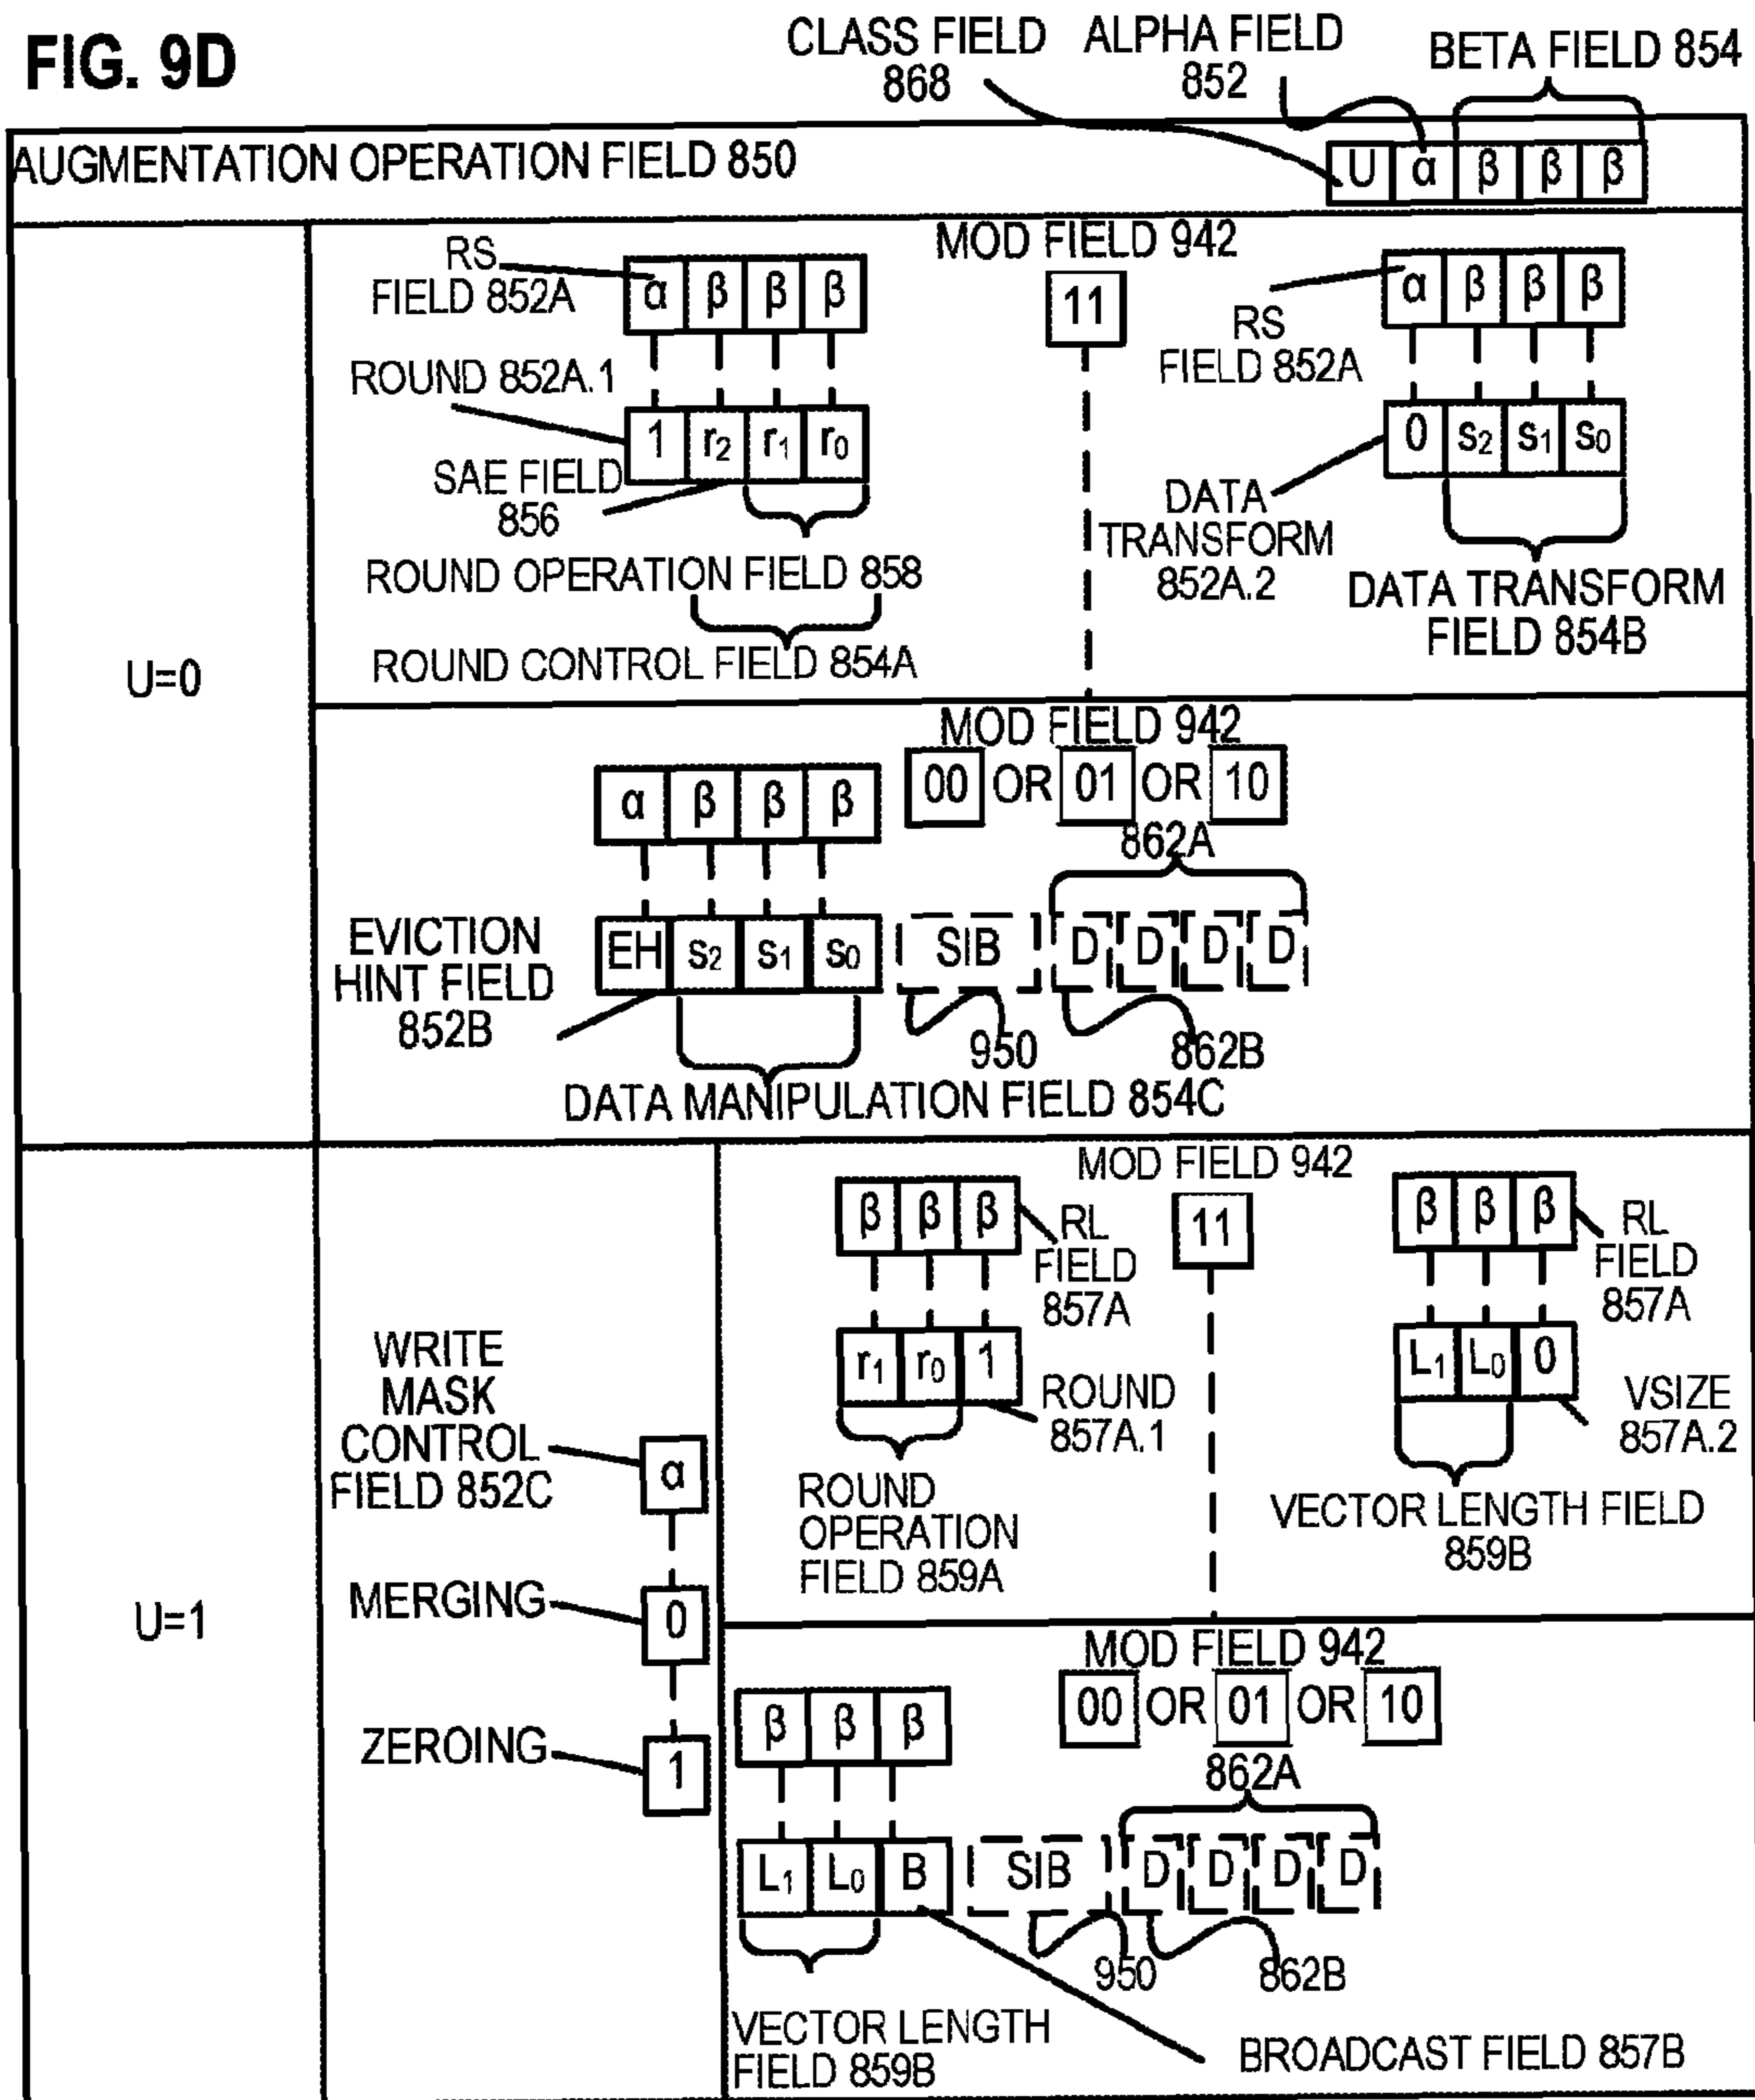 FIG. 9D
CLASS FIELD
868
ALPHA FIELD
852
BETA FIELD 854
AUGMENTATION OPERATION FIELD 850
U α β β β
U=0
MOD FIELD 942
11
RS
FIELD 852A
α β β β
ROUND 852A.1
1 r₂ r₁ r₀
SAE FIELD
856
ROUND OPERATION FIELD 858
ROUND CONTROL FIELD 854A
α β β β
RS
FIELD 852A
0 s₂ s₁ s₀
DATA
TRANSFORM
852A.2
DATA TRANSFORM
FIELD 854B
MOD FIELD 942
00 OR 01 OR 10
α β β β
862A
EVICTION
HINT FIELD
852B
EH s₂ s₁ s₀ SIB D D D D
950
862B
DATA MANIPULATION FIELD 854C
U=1
WRITE
MASK
CONTROL
FIELD 852C
α
MERGING
0
ZEROING
1
MOD FIELD 942
11
β β β
RL
FIELD
857A
r₁ r₀ 1
ROUND
857A.1
ROUND
OPERATION
FIELD 859A
β β β
RL
FIELD
857A
L₁ L₀ 0
VSIZE
857A.2
VECTOR LENGTH FIELD
859B
MOD FIELD 942
00 OR 01 OR 10
β β β
862A
L₁ L₀ B SIB D D D D
950
862B
VECTOR LENGTH
FIELD 859B
BROADCAST FIELD 857B